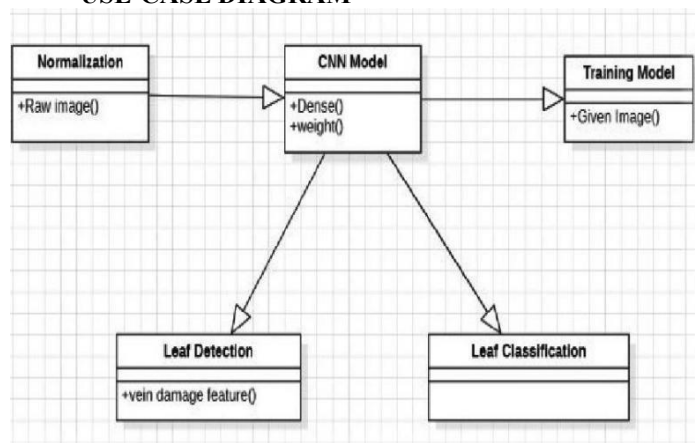 USE-CASE DIAGRAM
Normalization
+Raw image()
CNN Model
+Dense()
+weight()
Training Model
+Given Image()
Leaf Detection
+vein damage feature()
Leaf Classification